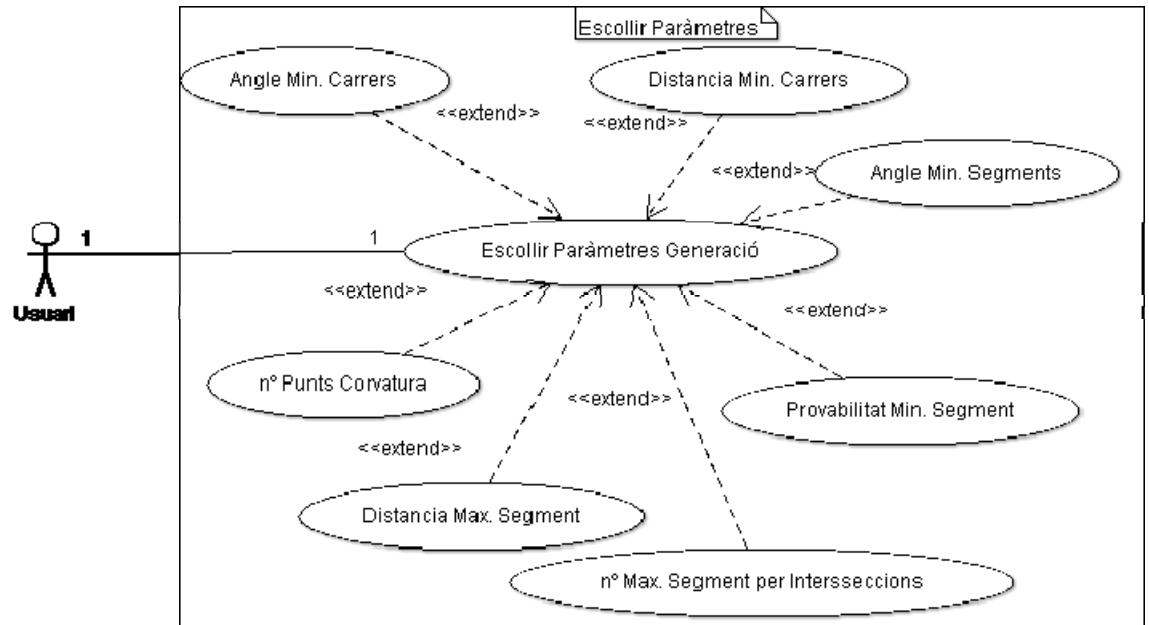 Escollir Paràmetres
Angle Min. Carrers
Distancia Min. Carrers
<<extend>>
<<extend>>
<<extend>>
Angle Min. Segments
1
1
Escollir Paràmetres Generació
Usuari
<<extend>>
<<extend>>
nº Punts Corvatura
<<extend>>
Provabilitat Min. Segment
<<extend>>
Distancia Max. Segment
nº Max. Segment per Intersseccions